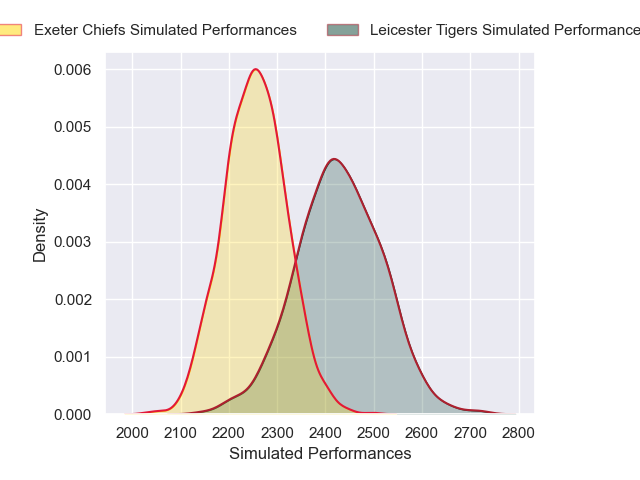 Exeter Chiefs Simulated Performances
Leicester Tigers Simulated Performance
0.006
0.005
0.004
0.003
0.002
0.001
0.000
Density
2000 2100 2200 2300 2400 2500 2600 2700 2800
Simulated Performances